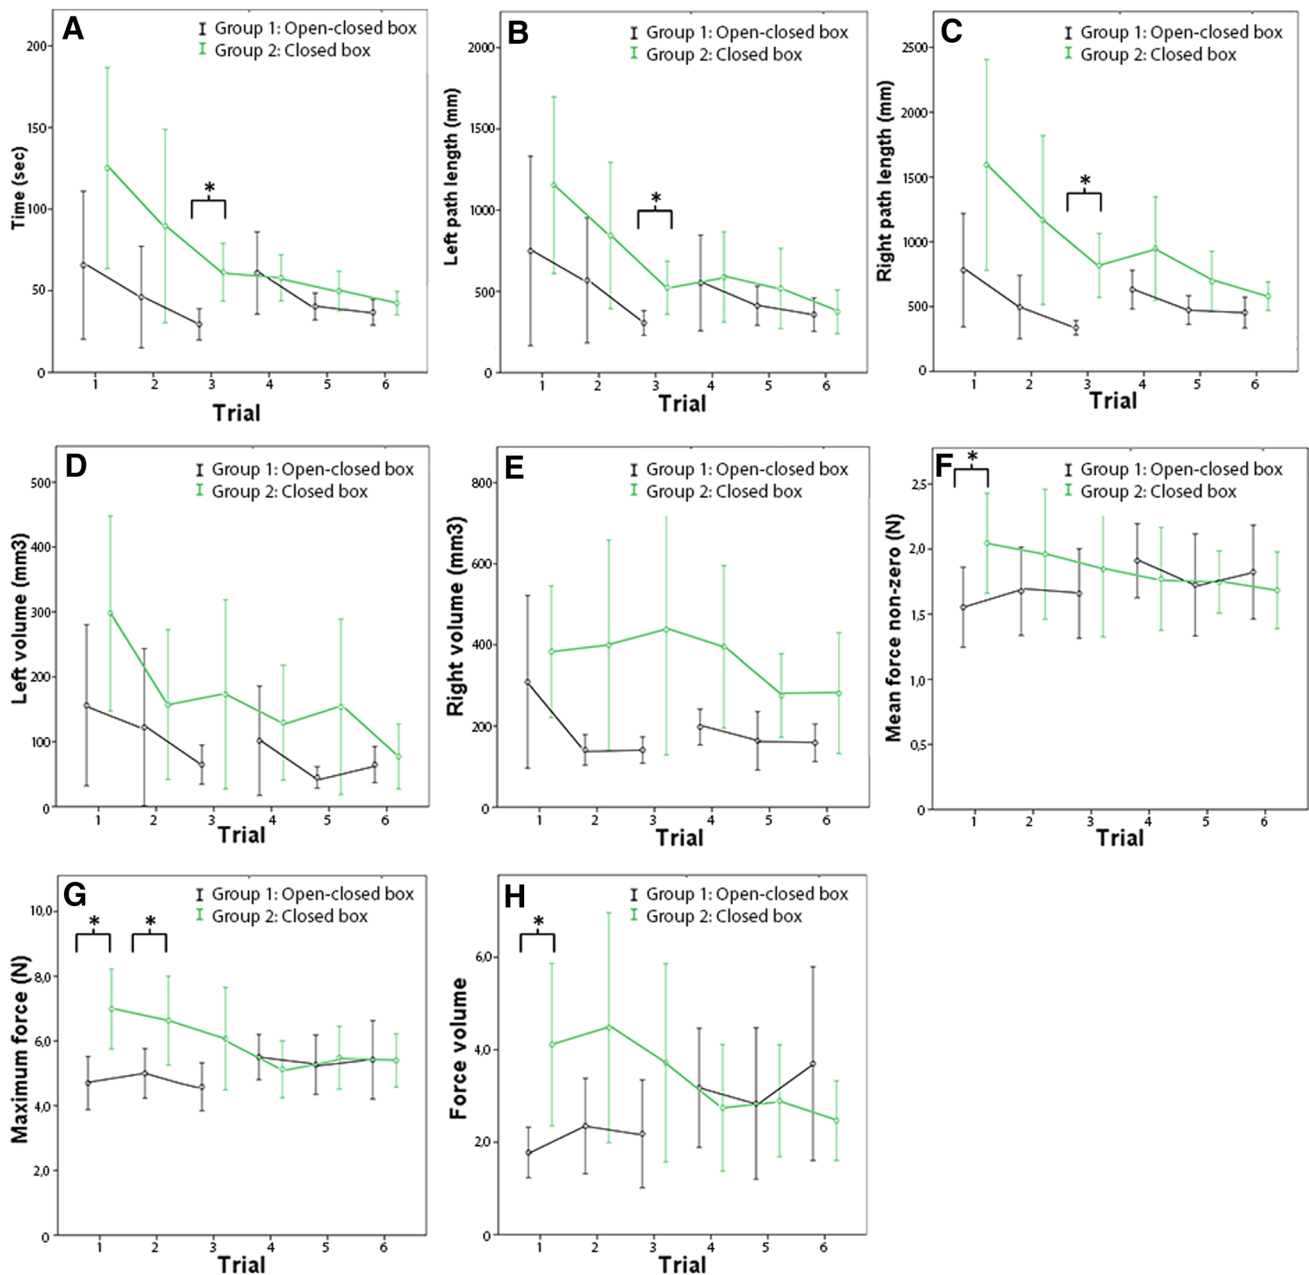 A
Group 1: Open-closed box
Group 2: Closed box
Time (sec)
200
150
100
50
0
*
1 2 3 4 5 6
Trial
B
Group 1: Open-closed box
Group 2: Closed box
Left path length (mm)
2000
1500
1000
500
0
*
1 2 3 4 5 6
Trial
C
Group 1: Open-closed box
Group 2: Closed box
Right path length (mm)
2500
2000
1500
1000
500
0
*
1 2 3 4 5 6
Trial
D
Group 1: Open-closed box
Group 2: Closed box
Left volume (mm3)
500
400
300
200
100
0
1 2 3 4 5 6
Trial
E
Group 1: Open-closed box
Group 2: Closed box
Right volume (mm3)
800
600
400
200
0
1 2 3 4 5 6
Trial
F
Group 1: Open-closed box
Group 2: Closed box
Mean force non-zero (N)
2,5
2,0
1,5
1,0
0,5
0
*
1 2 3 4 5 6
Trial
G
Group 1: Open-closed box
Group 2: Closed box
Maximum force (N)
10,0
8,0
6,0
4,0
2,0
0
* *
1 2 3 4 5 6
Trial
H
Group 1: Open-closed box
Group 2: Closed box
Force volume
6,0
4,0
2,0
0
*
1 2 3 4 5 6
Trial